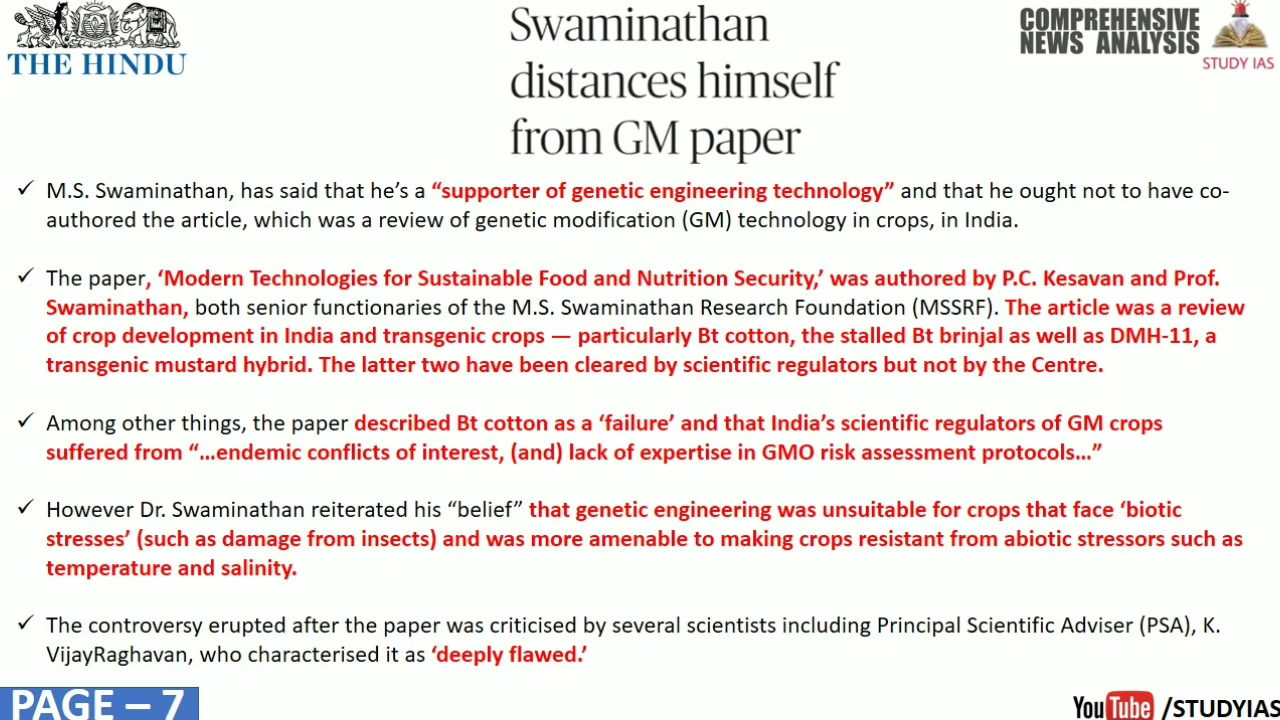 THE HINDU
Swaminathan
distances himself
from GM paper
COMPREHENSIVE
NEWS ANALYSIS
STUDY IAS
✓ M.S. Swaminathan, has said that he’s a “supporter of genetic engineering technology” and that he ought not to have co-
authored the article, which was a review of genetic modification (GM) technology in crops, in India.
✓ The paper, ‘Modern Technologies for Sustainable Food and Nutrition Security,’ was authored by P.C. Kesavan and Prof.
Swaminathan, both senior functionaries of the M.S. Swaminathan Research Foundation (MSSRF). The article was a review
of crop development in India and transgenic crops — particularly Bt cotton, the stalled Bt brinjal as well as DMH-11, a
transgenic mustard hybrid. The latter two have been cleared by scientific regulators but not by the Centre.
✓ Among other things, the paper described Bt cotton as a ‘failure’ and that India’s scientific regulators of GM crops
suffered from “…endemic conflicts of interest, (and) lack of expertise in GMO risk assessment protocols…”
✓ However Dr. Swaminathan reiterated his “belief” that genetic engineering was unsuitable for crops that face ‘biotic
stresses’ (such as damage from insects) and was more amenable to making crops resistant from abiotic stressors such as
temperature and salinity.
✓ The controversy erupted after the paper was criticised by several scientists including Principal Scientific Adviser (PSA), K.
VijayRaghavan, who characterised it as ‘deeply flawed.’
PAGE – 7
YouTube /STUDYIAS